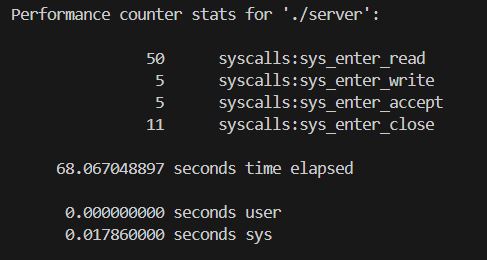 Performance counter stats for './server':
50 syscalls:sys_enter_read
5 syscalls:sys_enter_write
5 syscalls:sys_enter_accept
11 syscalls:sys_enter_close
68.067048897 seconds time elapsed
0.000000000 seconds user
0.017860000 seconds sys